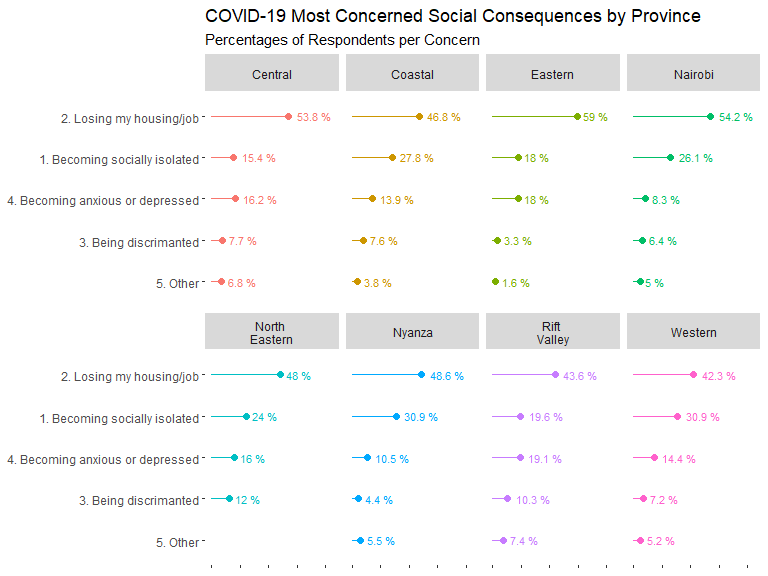 COVID-19 Most Concerned Social Consequences by Province
Percentages of Respondents per Concern
Central Coastal Eastern Nairobi
2. Losing my housing/job 53.8 % 46.8 % 59 % 54.2 %
1. Becoming socially isolated 15.4 % 27.8 % 18 % 26.1 %
4. Becoming anxious or depressed 16.2 % 13.9 % 18 % 8.3 %
3. Being discrimanted 7.7 % 7.6 % 3.3 % 6.4 %
5. Other 6.8 % 3.8 % 1.6 % 5 %
North
Eastern
Nyanza
Rift
Valley
Western
2. Losing my housing/job 48 % 48.6 % 43.6 % 42.3 %
1. Becoming socially isolated 24 % 30.9 % 19.6 % 30.9 %
4. Becoming anxious or depressed 16 % 10.5 % 19.1 % 14.4 %
3. Being discrimanted 12 % 4.4 % 10.3 % 7.2 %
5. Other 5.5 % 7.4 % 5.2 %